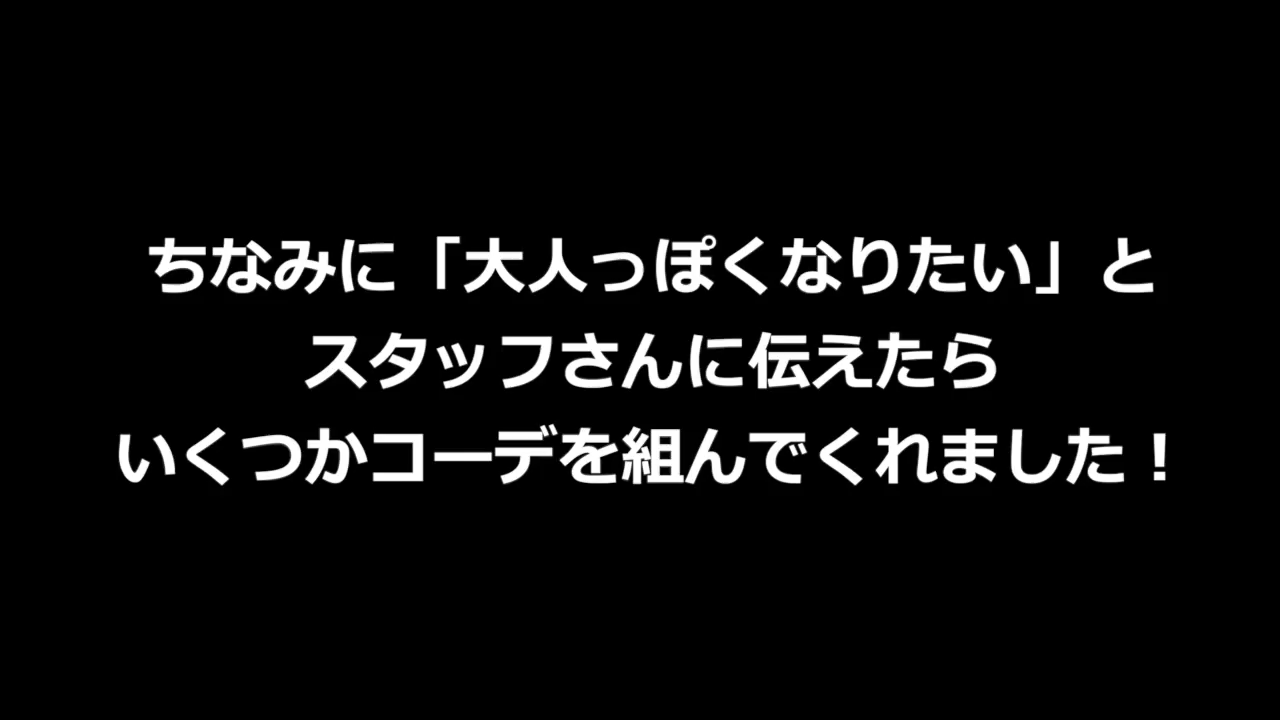 ちなみに「大人っぽくなりたい」と
スタッフさんに伝えたら
いくつかコーデを組んでくれました！